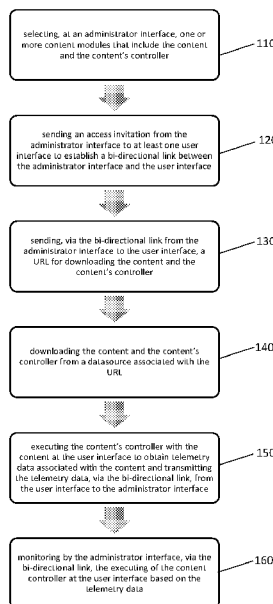 selecting, at an administrator interface, one or
more content modules that include the content
and the content's controller
110
sending an access invitation from the
administrator interface to at least one user
interface to establish a bi-directional link between
the administrator interface and the user interface
120
sending, via the bi-directional link from the
administrator interface to the user interface, a
URL for downloading the content and the
content's controller
130
downloading the content and the content's
controller from a datasource associated with the
URL
140
executing the content's controller with the
content at the user interface to obtain telemetry
data associated with the content and transmitting
the telemetry data, via the bi-directional link, from
the user interface to the administrator interface
150
monitoring by the administrator interface, via the
bi-directional link, the executing of the content
controller at the user interface based on the
telemetry data
160